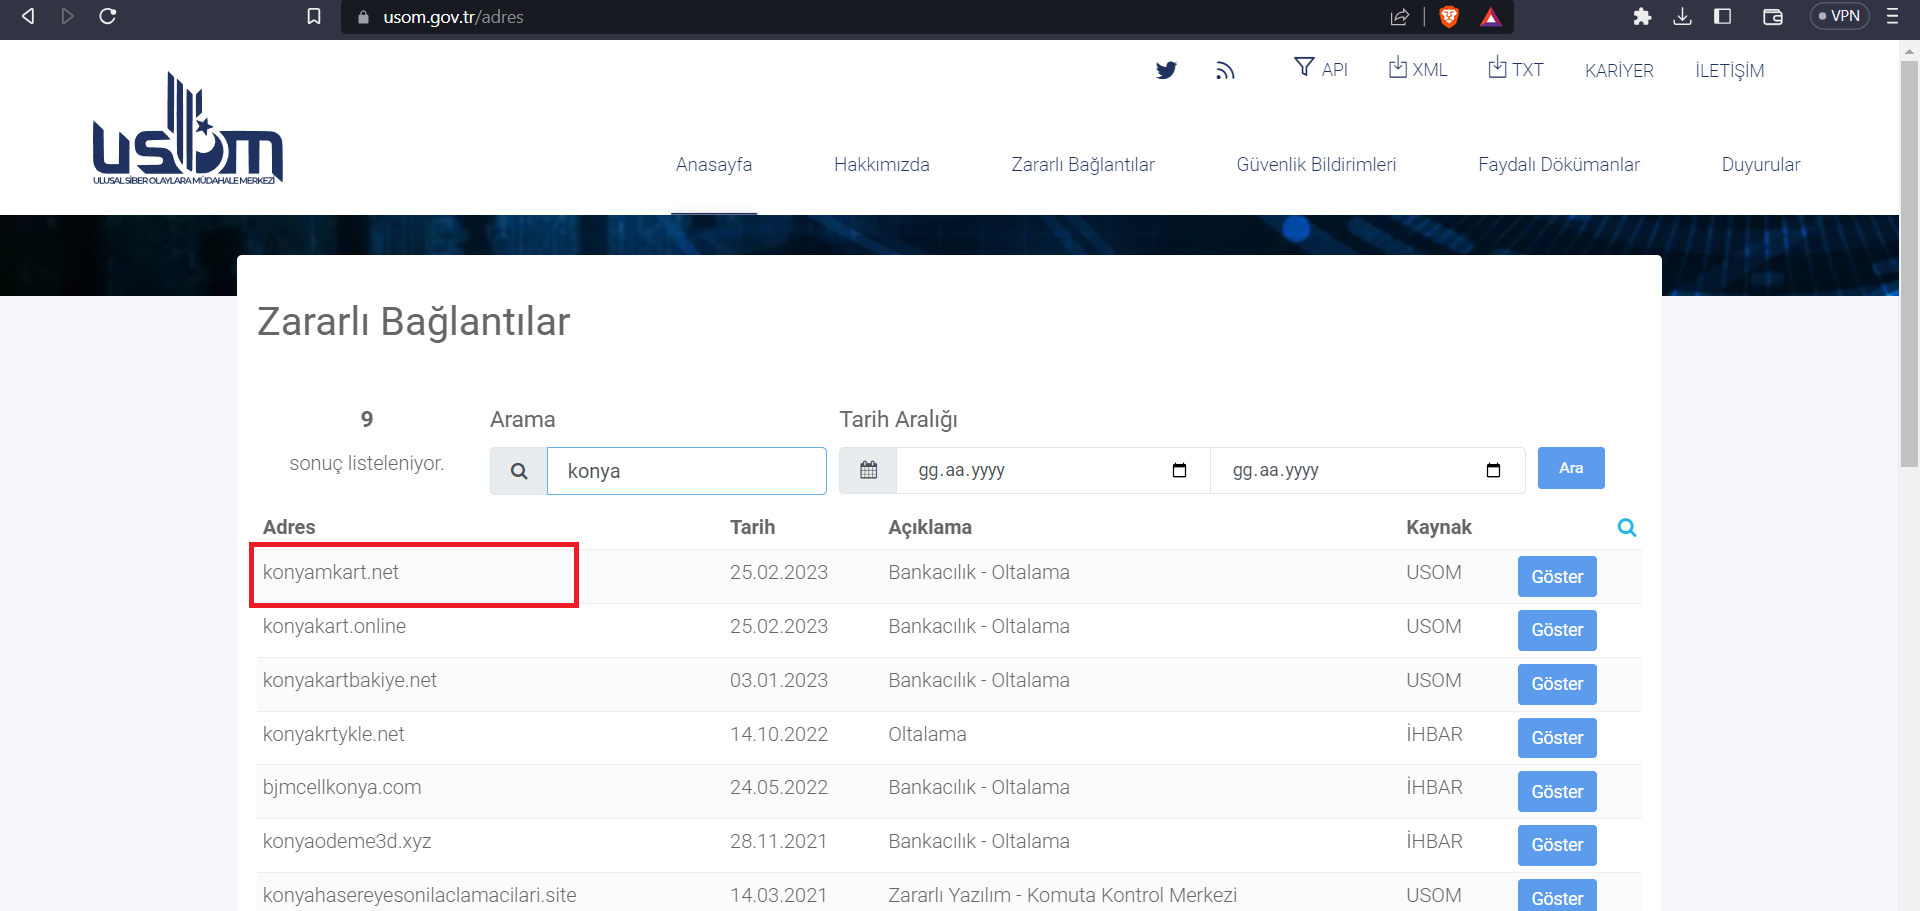 usom.gov.tr/adres
VPN
API
XML
TXT
KARİYER
İLETİŞİM
usom
ULUSAL SİBER OLAYLARA MÜDAHALE MERKEZİ
Anasayfa
Hakkımızda
Zararlı Bağlantılar
Güvenlik Bildirimleri
Faydalı Dökümanlar
Duyurular
Zararlı Bağlantılar
9
sonuç listeleniyor.
Arama
konya
Tarih Aralığı
gg.aa.yyyy
gg.aa.yyyy
Ara
Adres Tarih Açıklama Kaynak
konyamkart.net 25.02.2023 Bankacılık - Oltalama USOM Göster
konyakart.online 25.02.2023 Bankacılık - Oltalama USOM Göster
konyakartbakiye.net 03.01.2023 Bankacılık - Oltalama USOM Göster
konyakrtykle.net 14.10.2022 Oltalama İHBAR Göster
bjmcellkonya.com 24.05.2022 Bankacılık - Oltalama İHBAR Göster
konyaodeme3d.xyz 28.11.2021 Bankacılık - Oltalama İHBAR Göster
konyahasereyesonilaclamacilari.site 14.03.2021 Zararlı Yazılım - Komuta Kontrol Merkezi USOM Göster